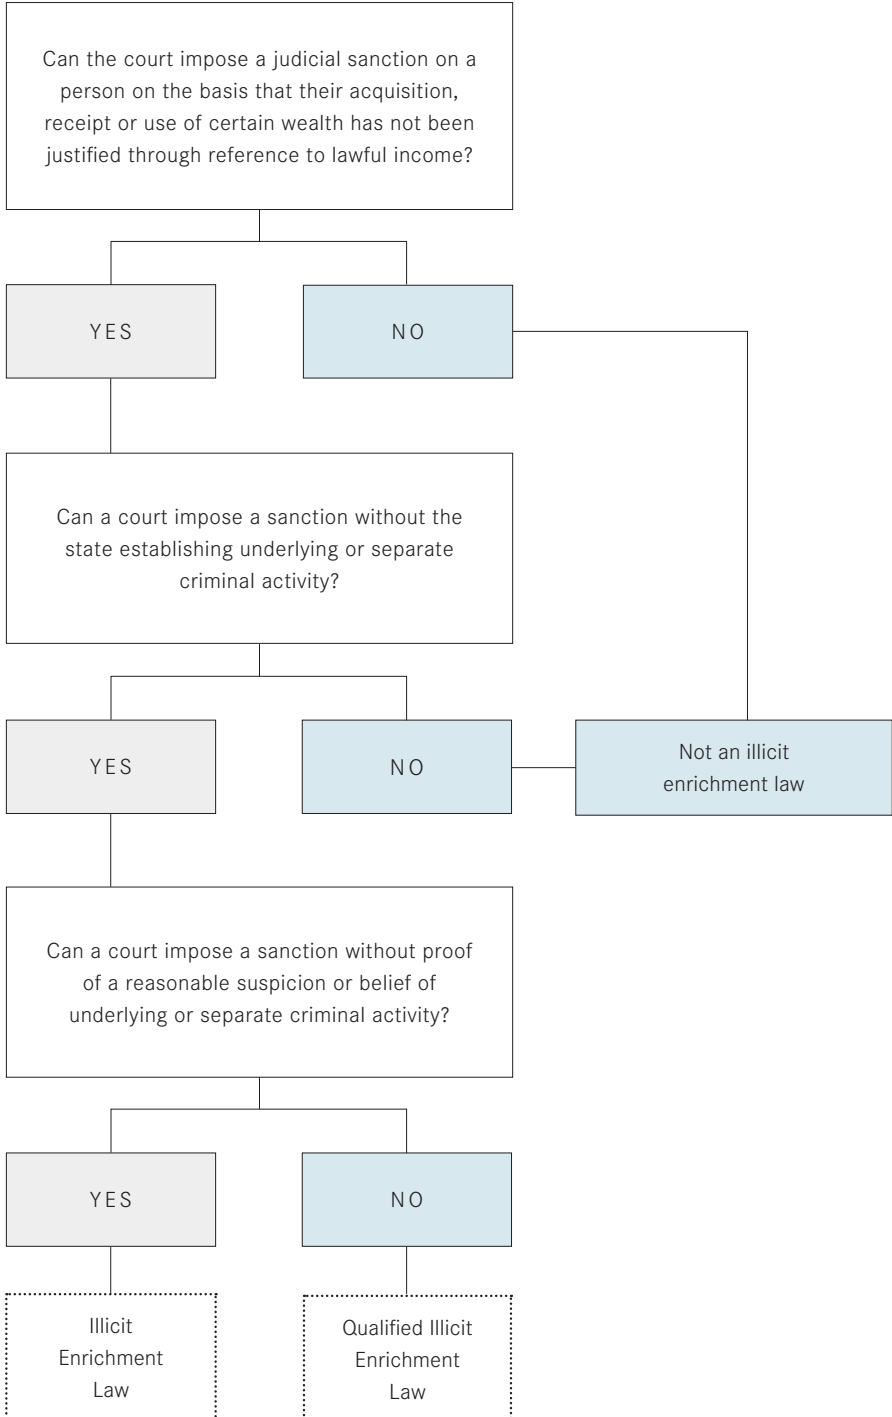 Can the court impose a judicial sanction on a
person on the basis that their acquisition,
receipt or use of certain wealth has not been
justified through reference to lawful income?
YES
NO
Can a court impose a sanction without the
state establishing underlying or separate
criminal activity?
YES
NO
Not an illicit
enrichment law
Can a court impose a sanction without proof
of a reasonable suspicion or belief of
underlying or separate criminal activity?
YES
NO
Illicit
Enrichment
Law
Qualified Illicit
Enrichment
Law